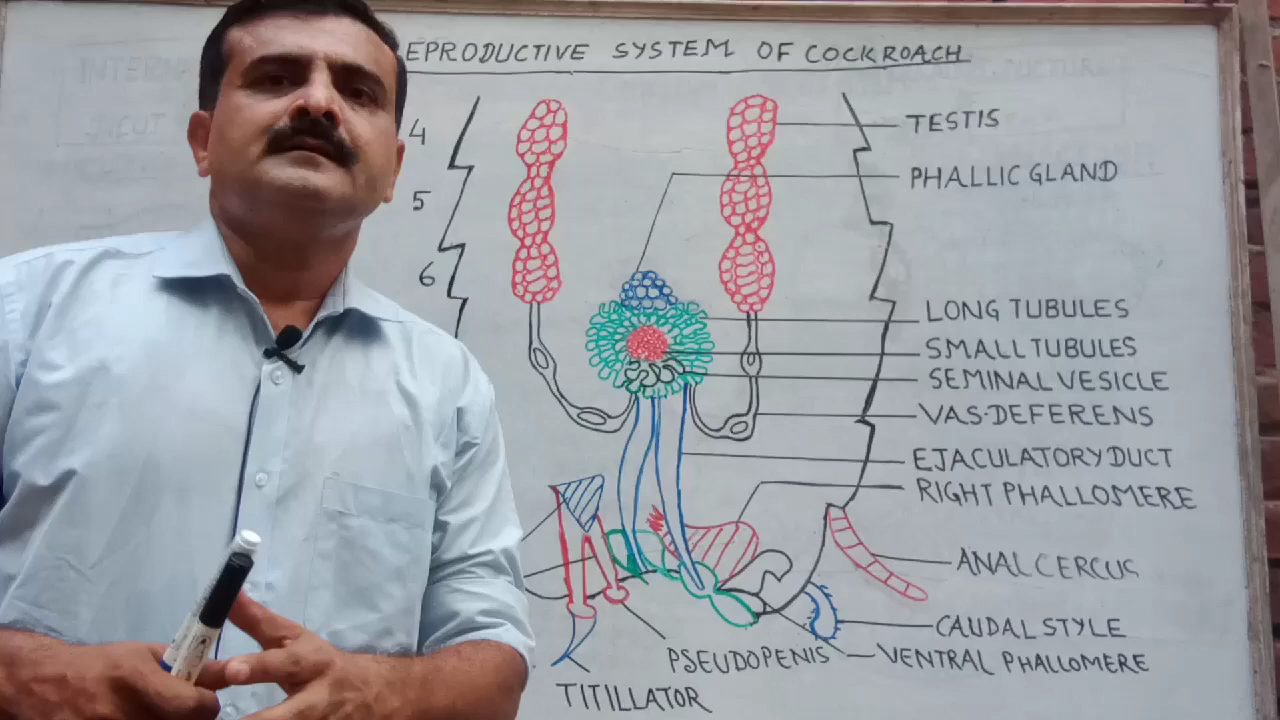 EPRODUCTIVE SYSTEM OF COCKROACH
4
5
6
TESTIS
PHALLIC GLAND
LONG TUBULES
SMALL TUBULES
SEMINAL VESICLE
VAS-DEFERENS
EJACULATORY DUCT
RIGHT PHALLOMERE
ANAL CERCUS
CAUDAL STYLE
PSEUDOPENIS
VENTRAL PHALLOMERE
TITILLATOR